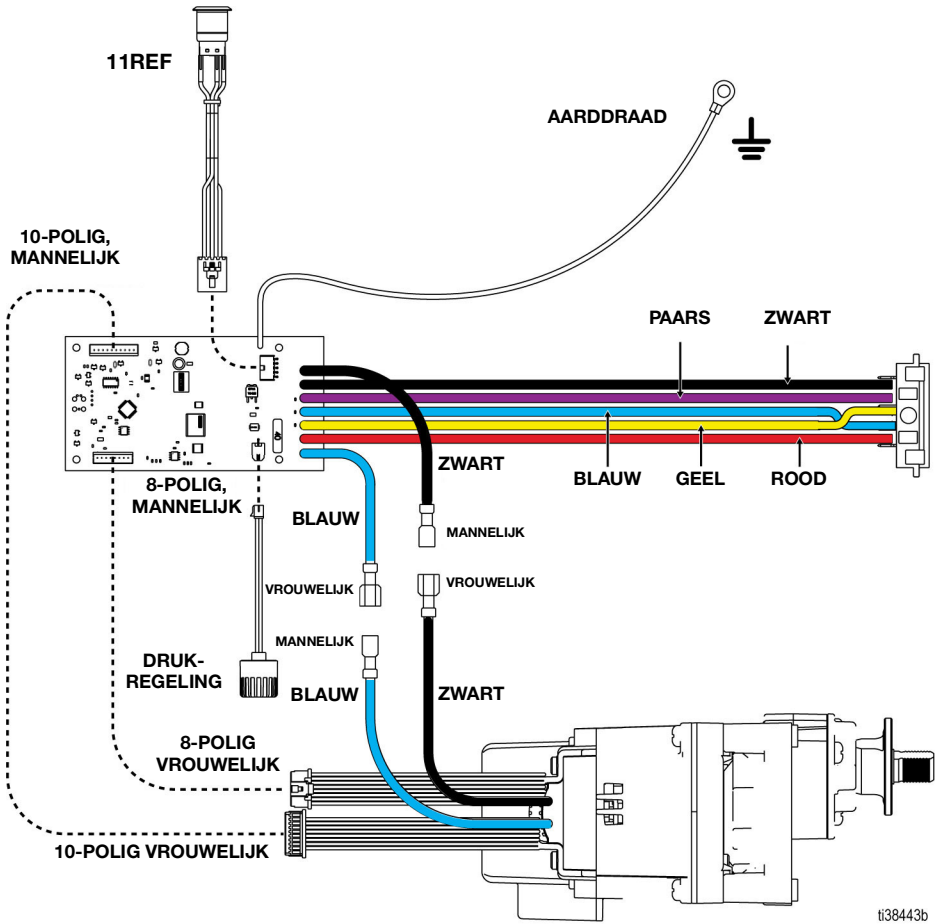 11REF
AARDDRAAD
10-POLIG,
MANNELIJK
PAARS
ZWART
BLAUW
GEEL
ROOD
8-POLIG,
MANNELIJK
ZWART
BLAUW
MANNELIJK
VROUWELIJK
VROUWELIJK
MANNELIJK
DRUK-
REGELING
BLAUW
ZWART
8-POLIG
VROUWELIJK
10-POLIG VROUWELIJK
ti38443b